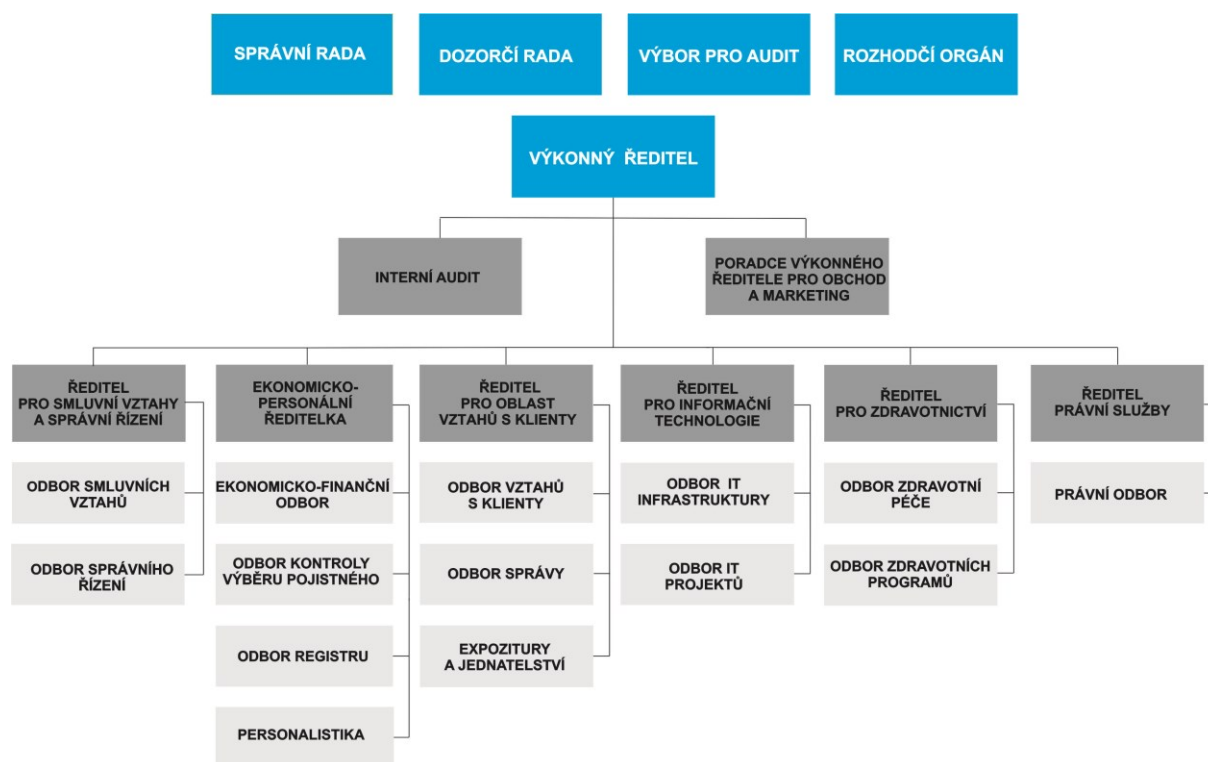 SPRÁVNÍ RADA
DOZORČÍ RADA
VÝBOR PRO AUDIT
ROZHODČÍ ORGÁN
VÝKONNÝ ŘEDITEL
INTERNÍ AUDIT
PORADCE VÝKONNÉHO
ŘEDITELE PRO OBCHOD
A MARKETING
ŘEDITEL
PRO SMLUVNÍ VZTAHY
A SPRÁVNÍ ŘÍZENÍ
EKONOMICKO-
PERSONÁLNÍ
ŘEDITELKA
ŘEDITEL
PRO OBLAST
VZTAHŮ S KLIENTY
ŘEDITEL
PRO INFORMAČNÍ
TECHNOLOGIE
ŘEDITEL
PRO ZDRAVOTNICTVÍ
ŘEDITEL
PRÁVNÍ SLUŽBY
ODBOR SMLUVNÍCH
VZTAHŮ
EKONOMICKO-FINANČNÍ
ODBOR
ODBOR VZTAHŮ
S KLIENTY
ODBOR IT
INFRASTRUKTURY
ODBOR ZDRAVOTNÍ
PÉČE
PRÁVNÍ ODBOR
ODBOR SPRÁVNÍHO
ŘÍZENÍ
ODBOR KONTROLY
VÝBĚRU POJISTNÉHO
ODBOR SPRÁVY
ODBOR IT
PROJEKTŮ
ODBOR ZDRAVOTNÍCH
PROGRAMŮ
ODBOR REGISTRU
EXPOZITURY
A JEDNATELSTVÍ
PERSONALISTIKA